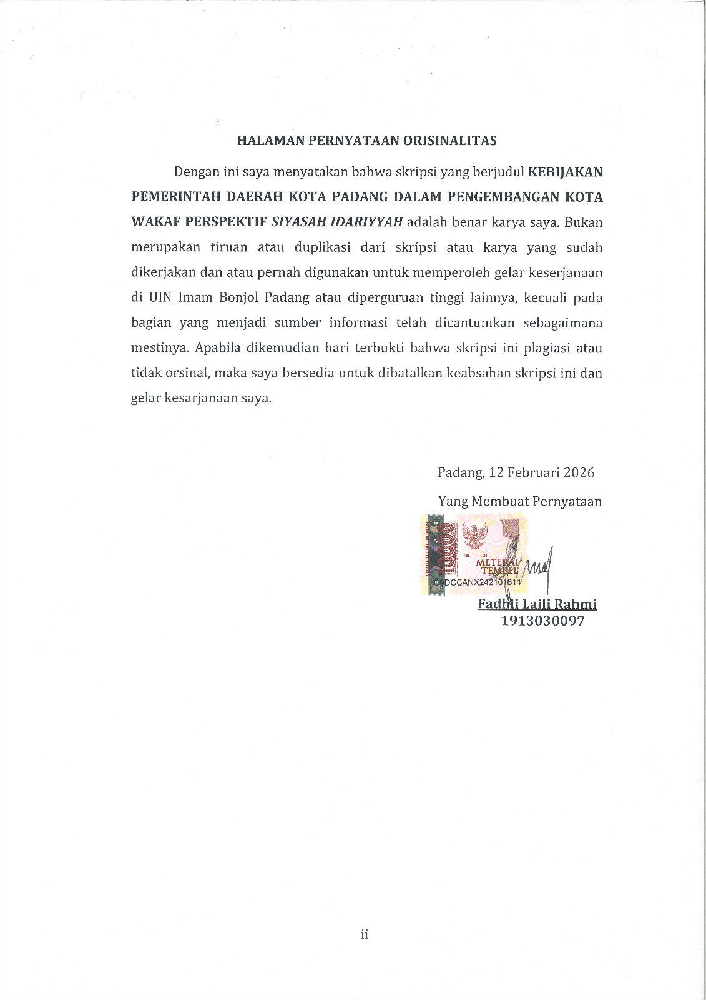 HALAMAN PERNYATAAN ORISINALITAS
Dengan ini saya menyatakan bahwa skripsi yang berjudul KEBIJAKAN
PEMERINTAH DAERAH KOTA PADANG DALAM PENGEMBANGAN KOTA
WAKAF PERSPEKTIF SIYASAH IDARIYYAH adalah benar karya saya. Bukan
merupakan tiruan atau duplikasi dari skripsi atau karya yang sudah
dikerjakan dan atau pernah digunakan untuk memperoleh gelar keserjanaan
di UIN Imam Bonjol Padang atau diperguruan tinggi lainnya, kecuali pada
bagian yang menjadi sumber informasi telah dicantumkan sebagaimana
mestinya. Apabila dikemudian hari terbukti bahwa skripsi ini plagiasi atau
tidak orsinal, maka saya bersedia untuk dibatalkan keabsahan skripsi ini dan
gelar kesarjanaan saya.
Padang, 12 Februari 2026
Yang Membuat Pernyataan
10000
TGL 20
METERAI
TEMPEL
DCCANX242101611
Fadhli Laili Rahmi
1913030097
ii